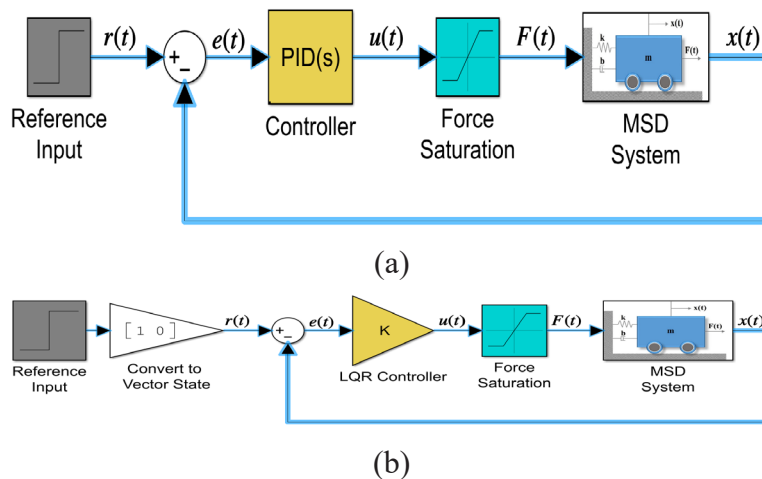 r(t)
+
−
e(t)
PID(s)
u(t)
F(t)
x(t)
k
b
m
F(t)
x(t)
Reference
Input
Controller
Force
Saturation
MSD
System
(a)
[ 1 0 ]
r(t)
+
−
e(t)
K
u(t)
F(t)
x(t)
k
b
m
F(t)
x(t)
Reference
Input
Convert to
Vector State
LQR Controller
Force
Saturation
MSD
System
(b)